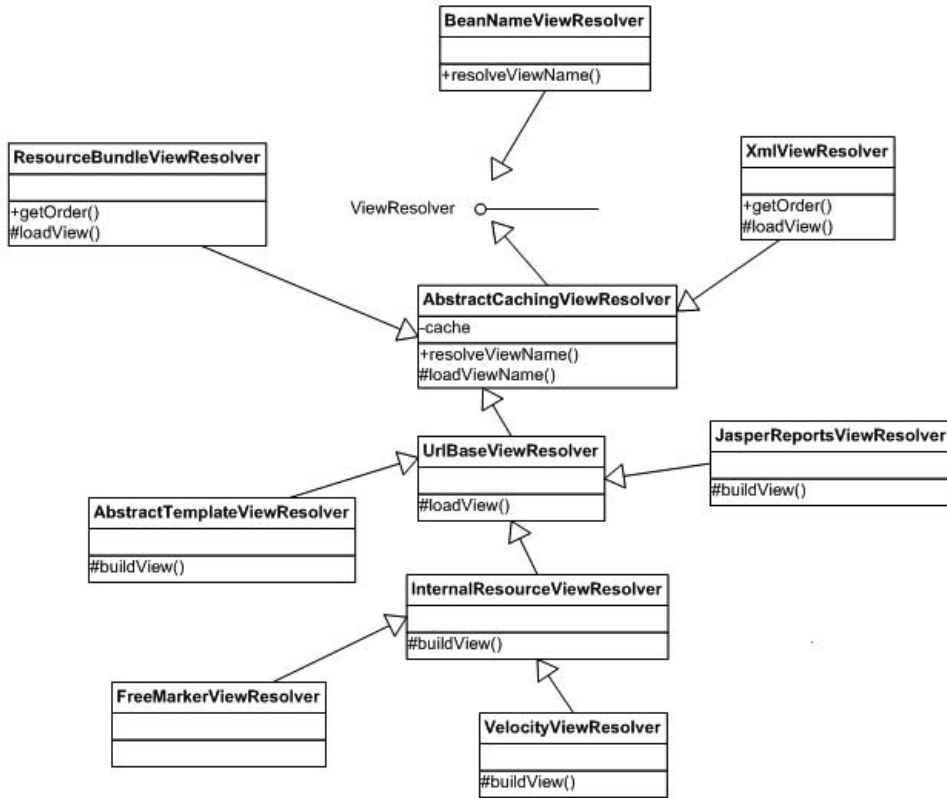 BeanNameViewResolver
+resolveViewName()
ResourceBundleViewResolver
+getOrder()
#loadView()
XmlViewResolver
+getOrder()
#loadView()
ViewResolver
AbstractCachingViewResolver
-cache
+resolveViewName()
#loadViewName()
UrlBaseViewResolver
#loadView()
JasperReportsViewResolver
#buildView()
AbstractTemplateViewResolver
#buildView()
InternalResourceViewResolver
#buildView()
FreeMarkerViewResolver
VelocityViewResolver
#buildView()